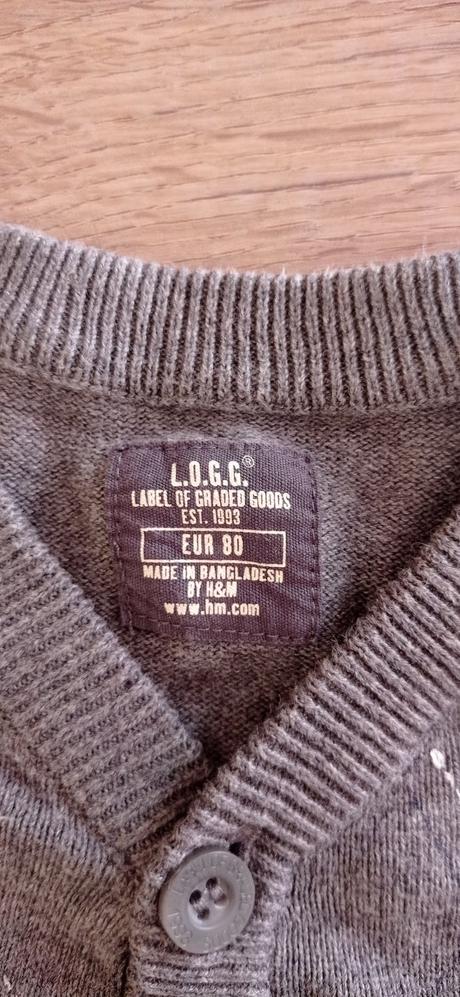 L.O.G.G.®
LABEL OF GRADED GOODS
EST. 1993
EUR 80
MADE IN BANGLADESH
BY H&M
www.hm.com